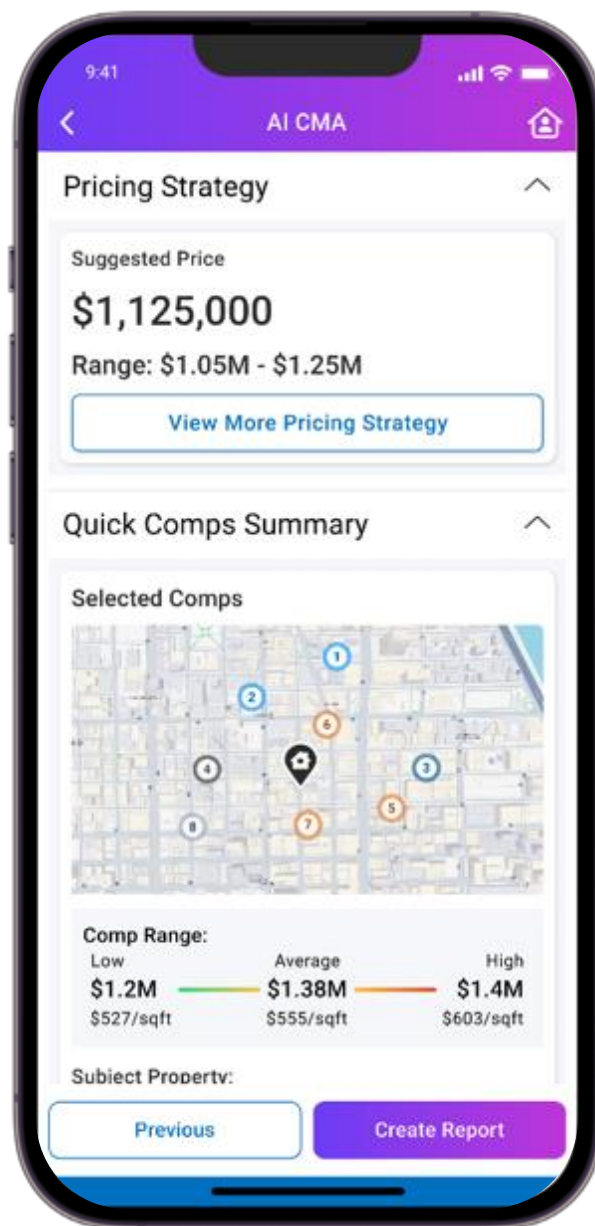 9:41
AI CMA
Pricing Strategy
Suggested Price
$1,125,000
Range: $1.05M - $1.25M
View More Pricing Strategy
Quick Comps Summary
Selected Comps
1
2
6
4
3
5
7
8
Comp Range:
Low Average High
$1.2M $1.38M $1.4M
$527/sqft $555/sqft $603/sqft
Subject Property:
Previous Create Report